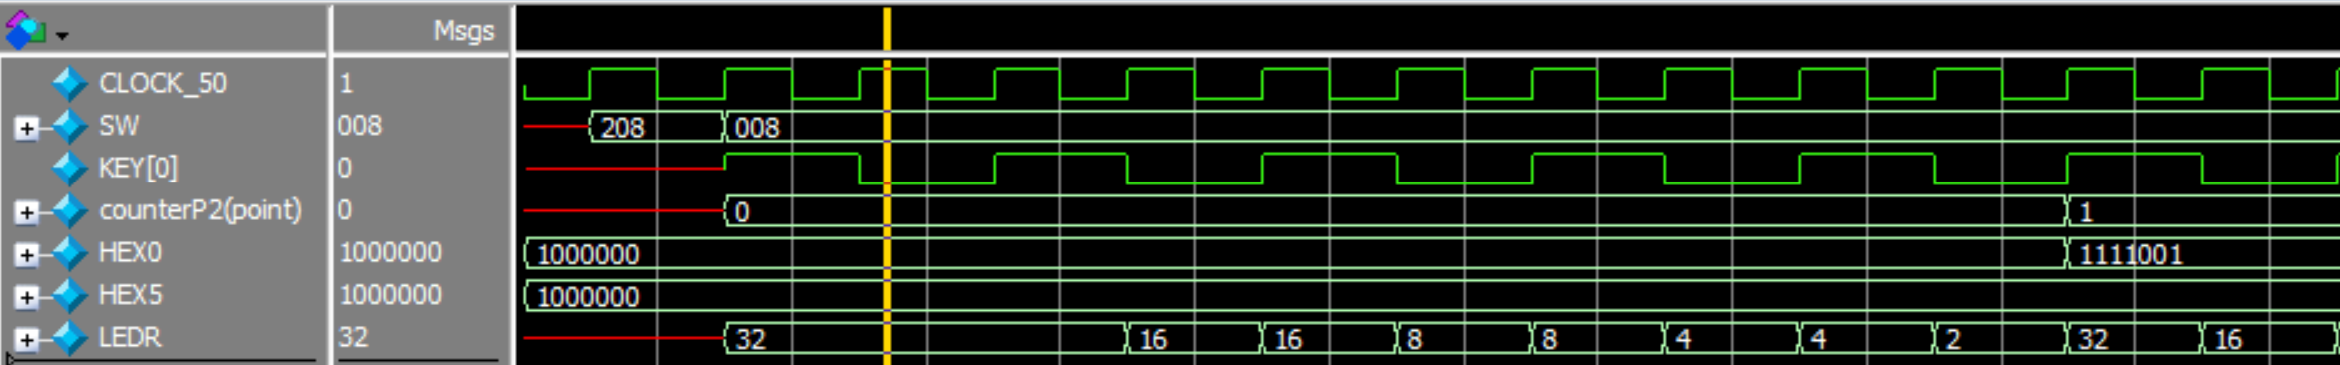 Msgs
CLOCK_50 1
SW 008 208 008
KEY[0] 0
counterP2(point) 0 0 1
HEX0 1000000 1000000 1111001
HEX5 1000000 1000000
LEDR 32 32 16 16 8 8 4 4 2 32 16